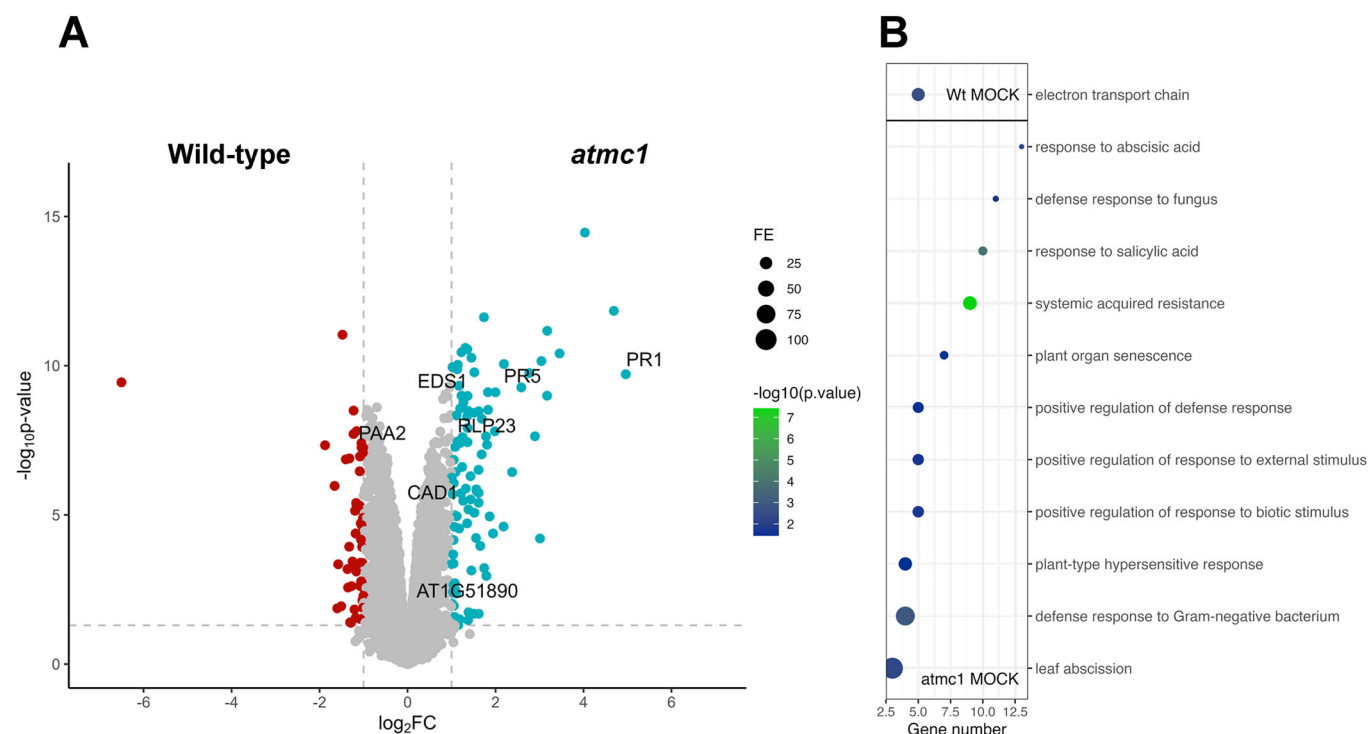 A
B
Wild-type
atmc1
-log10p-value
15
10
5
0
PR1
PR5
EDS1
RLP23
PAA2
CAD1
AT1G51890
-6
-4
-2
0
2
4
6
log2FC
FE
25
50
75
100
-log10(p.value)
7
6
5
4
3
2
Wt MOCK
electron transport chain
response to abscisic acid
defense response to fungus
response to salicylic acid
systemic acquired resistance
plant organ senescence
positive regulation of defense response
positive regulation of response to external stimulus
positive regulation of response to biotic stimulus
plant-type hypersensitive response
defense response to Gram-negative bacterium
leaf abscission
atmc1 MOCK
2.5 5.0 7.5 10.0 12.5
Gene number